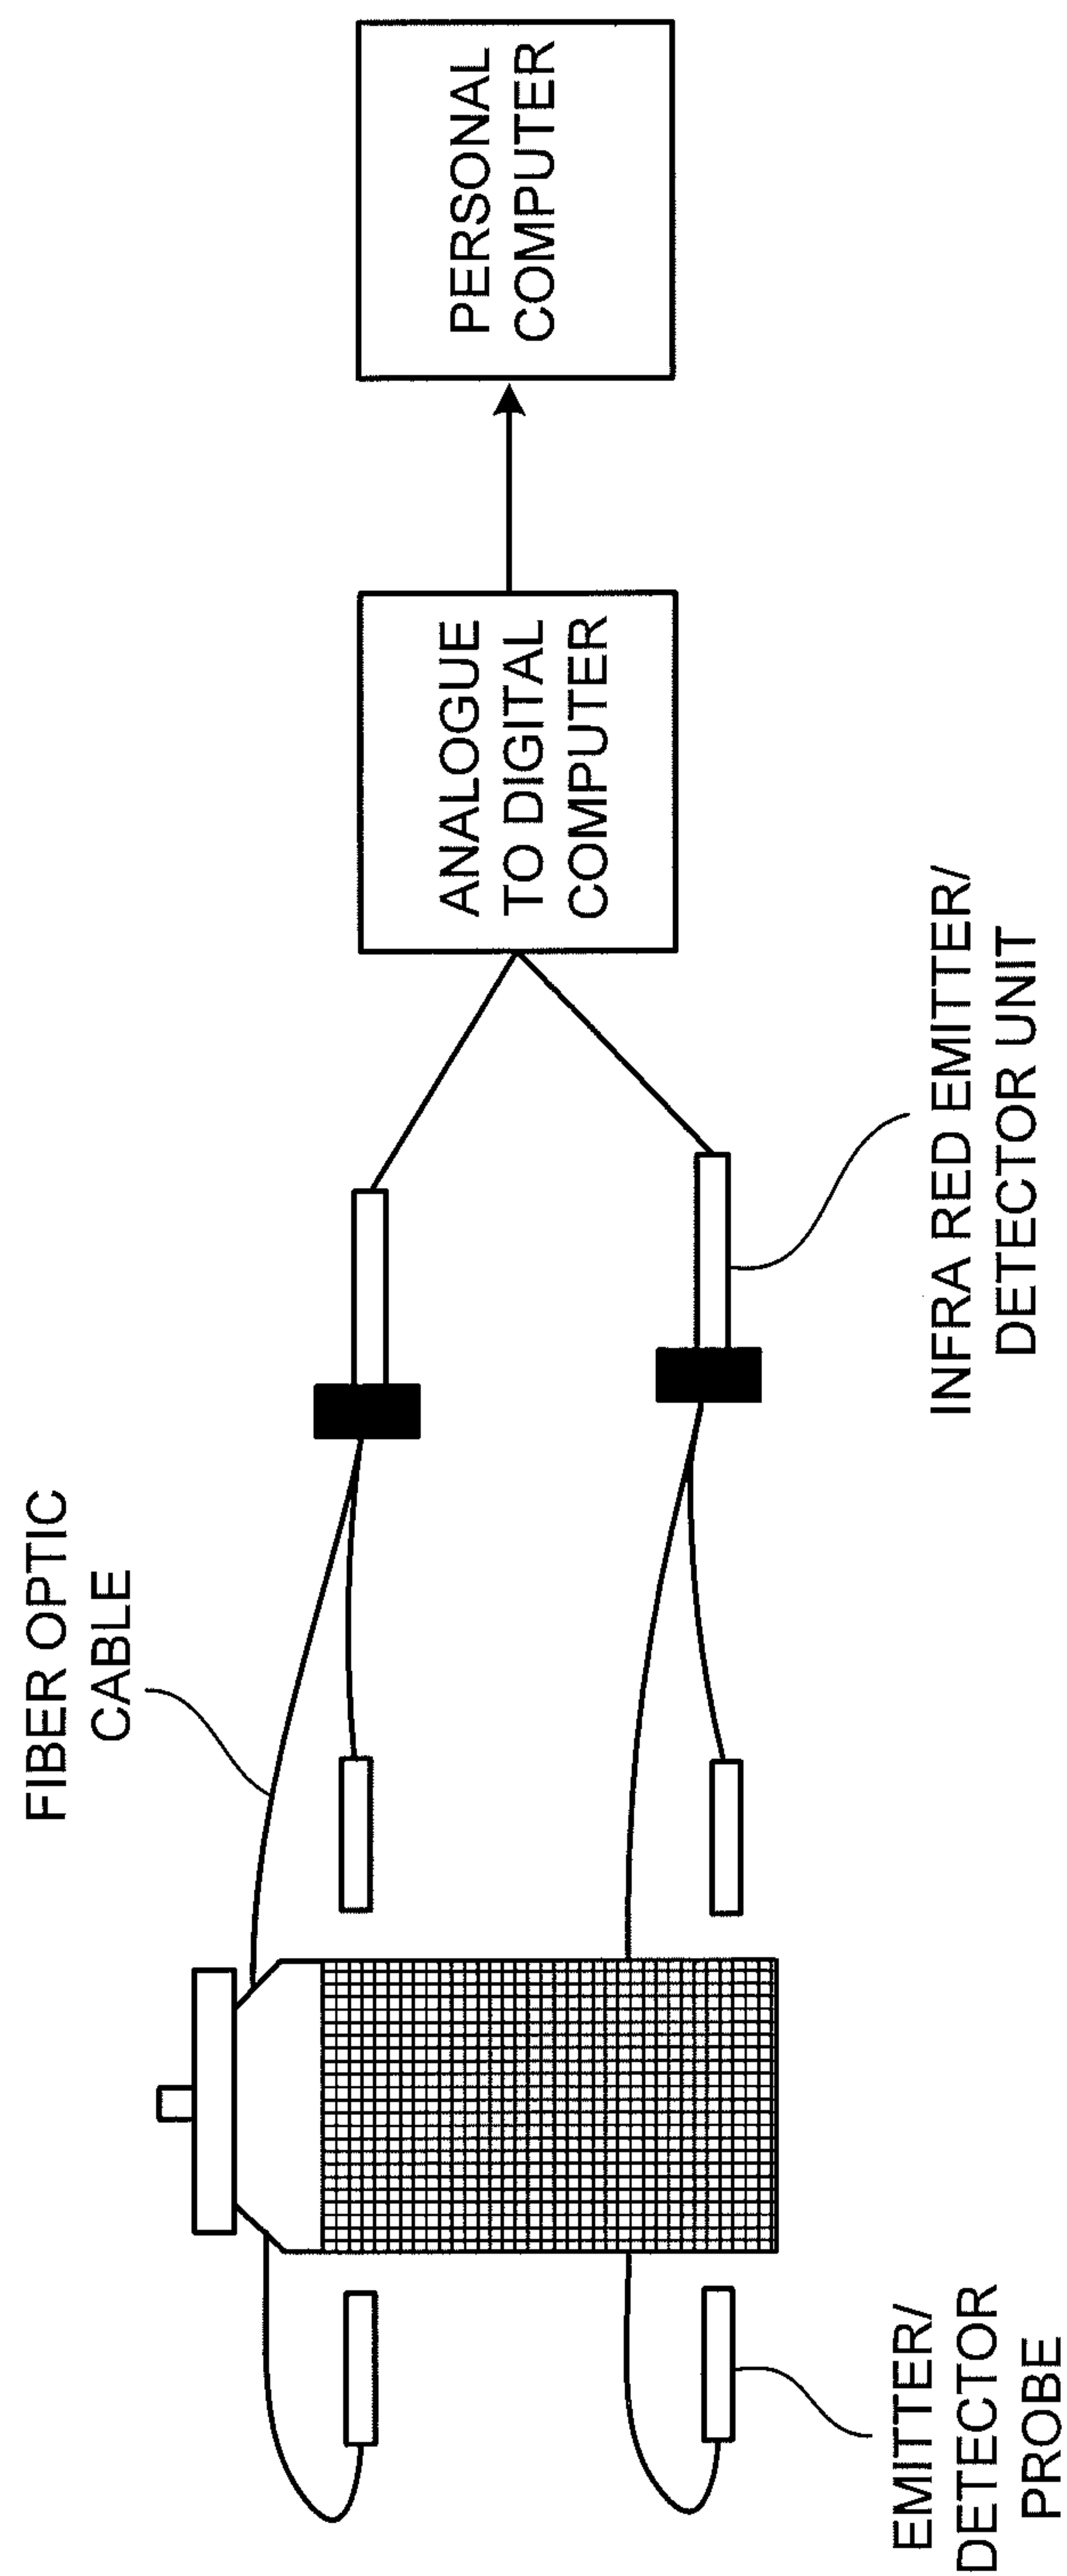 FIBER OPTIC
CABLE
EMITTER/
DETECTOR
PROBE
INFRA RED EMITTER/
DETECTOR UNIT
ANALOGUE
TO DIGITAL
COMPUTER
PERSONAL
COMPUTER